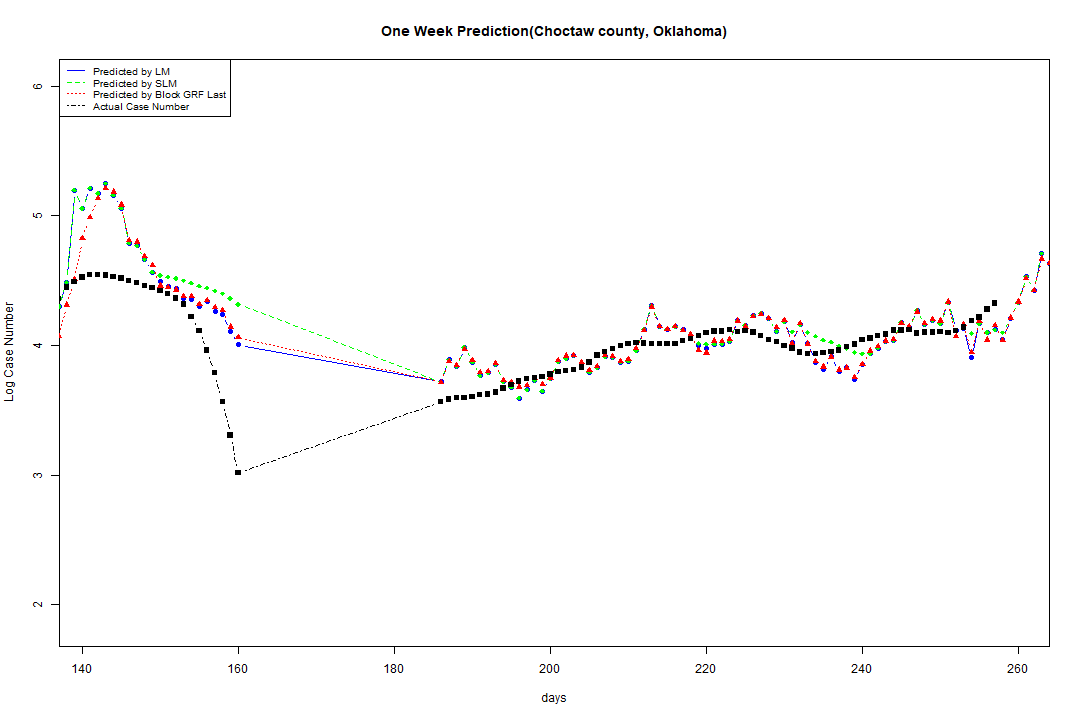 One Week Prediction(Choctaw county, Oklahoma)
Predicted by LM
Predicted by SLM
Predicted by Block GRF Last
Actual Case Number
6
5
4
3
2
Log Case Number
140 160 180 200 220 240 260
days